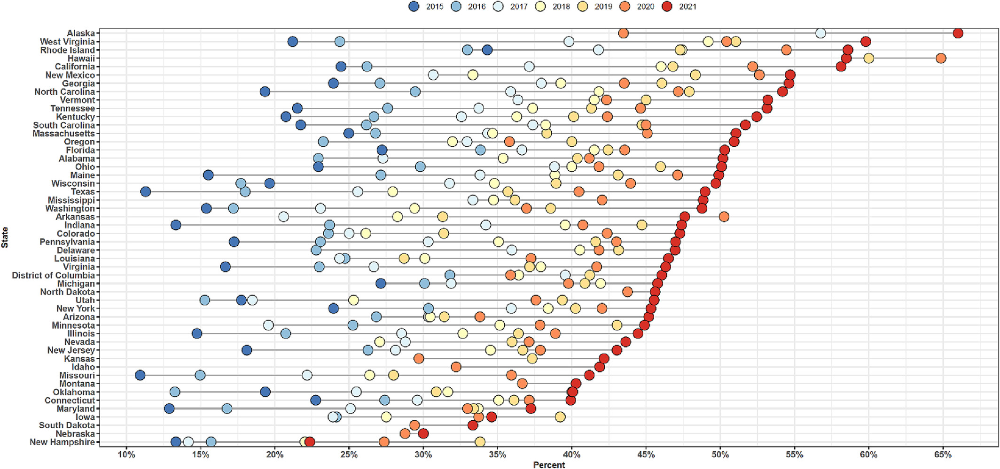 2015 2016 2017 2018 2019 2020 2021
Alaska
West Virginia
Rhode Island
Hawaii
California
New Mexico
Georgia
North Carolina
Vermont
Tennessee
Kentucky
South Carolina
Massachusetts
Oregon
Florida
Alabama
Ohio
Maine
Wisconsin
Texas
Mississippi
Washington
Arkansas
Indiana
Colorado
Pennsylvania
Delaware
Louisiana
Virginia
District of Columbia
Michigan
North Dakota
Utah
New York
Arizona
Minnesota
Illinois
Nevada
New Jersey
Kansas
Idaho
Missouri
Montana
Oklahoma
Connecticut
Maryland
Iowa
South Dakota
Nebraska
New Hampshire
State
10% 15% 20% 25% 30% 35% 40% 45% 50% 55% 60% 65%
Percent